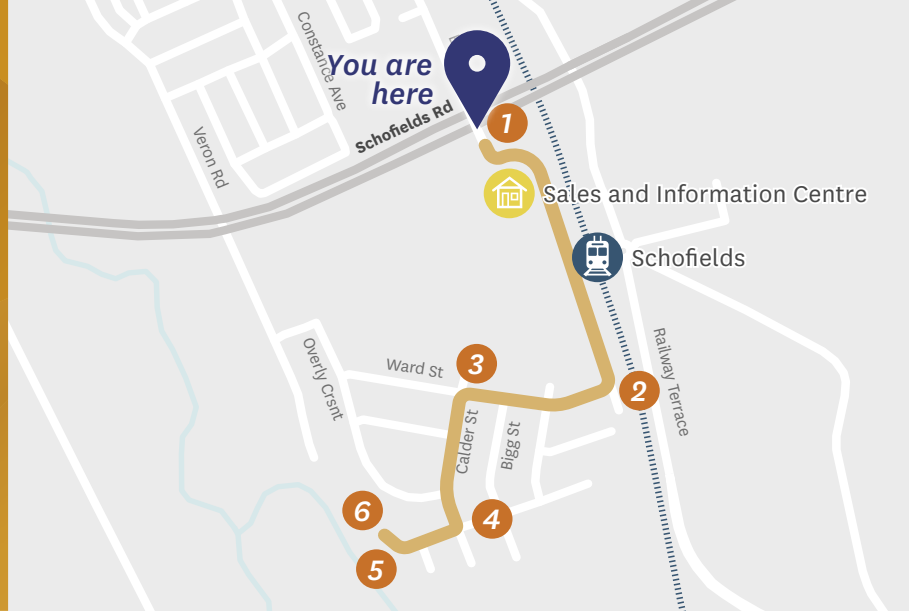 Constance Ave
You are
here
Schofields Rd
1
Veron Rd
Sales and Information Centre
Schofields
Railway Terrace
Overly Crsnt
Ward St
3
2
Calder St
Bigg St
6
4
5